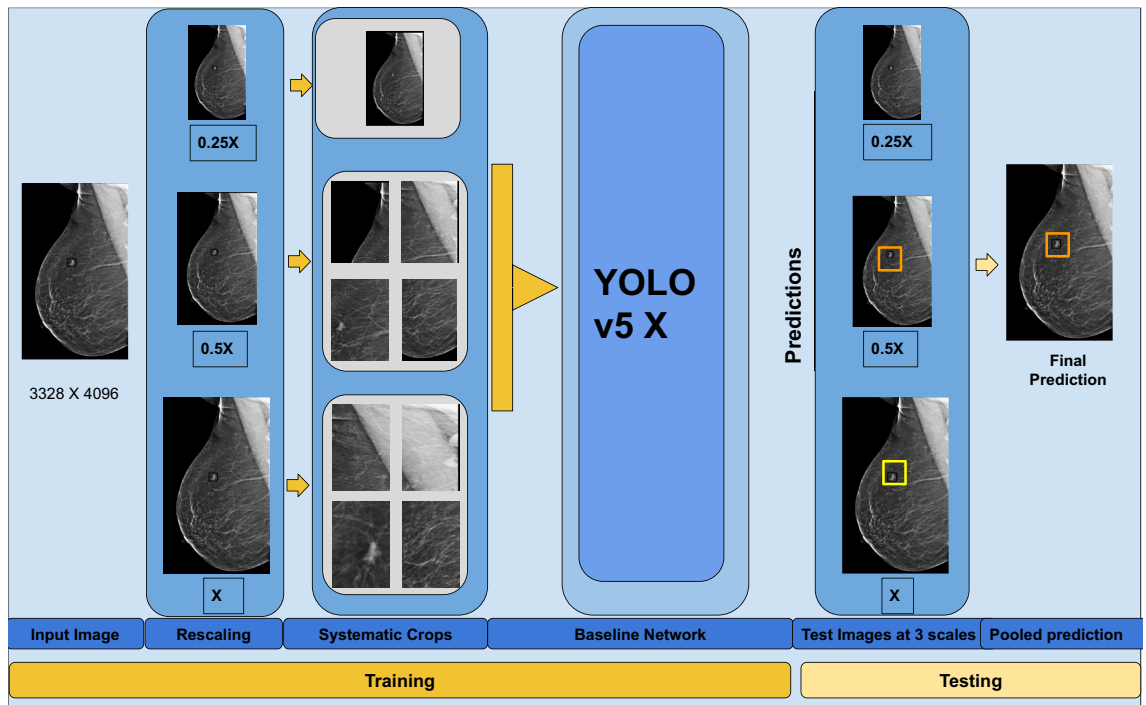 3328 X 4096
0.25X
0.5X
X
YOLO
v5 X
Predictions
0.25X
0.5X
X
Final
Prediction
Input Image
Rescaling
Systematic Crops
Baseline Network
Test Images at 3 scales
Pooled prediction
Training
Testing